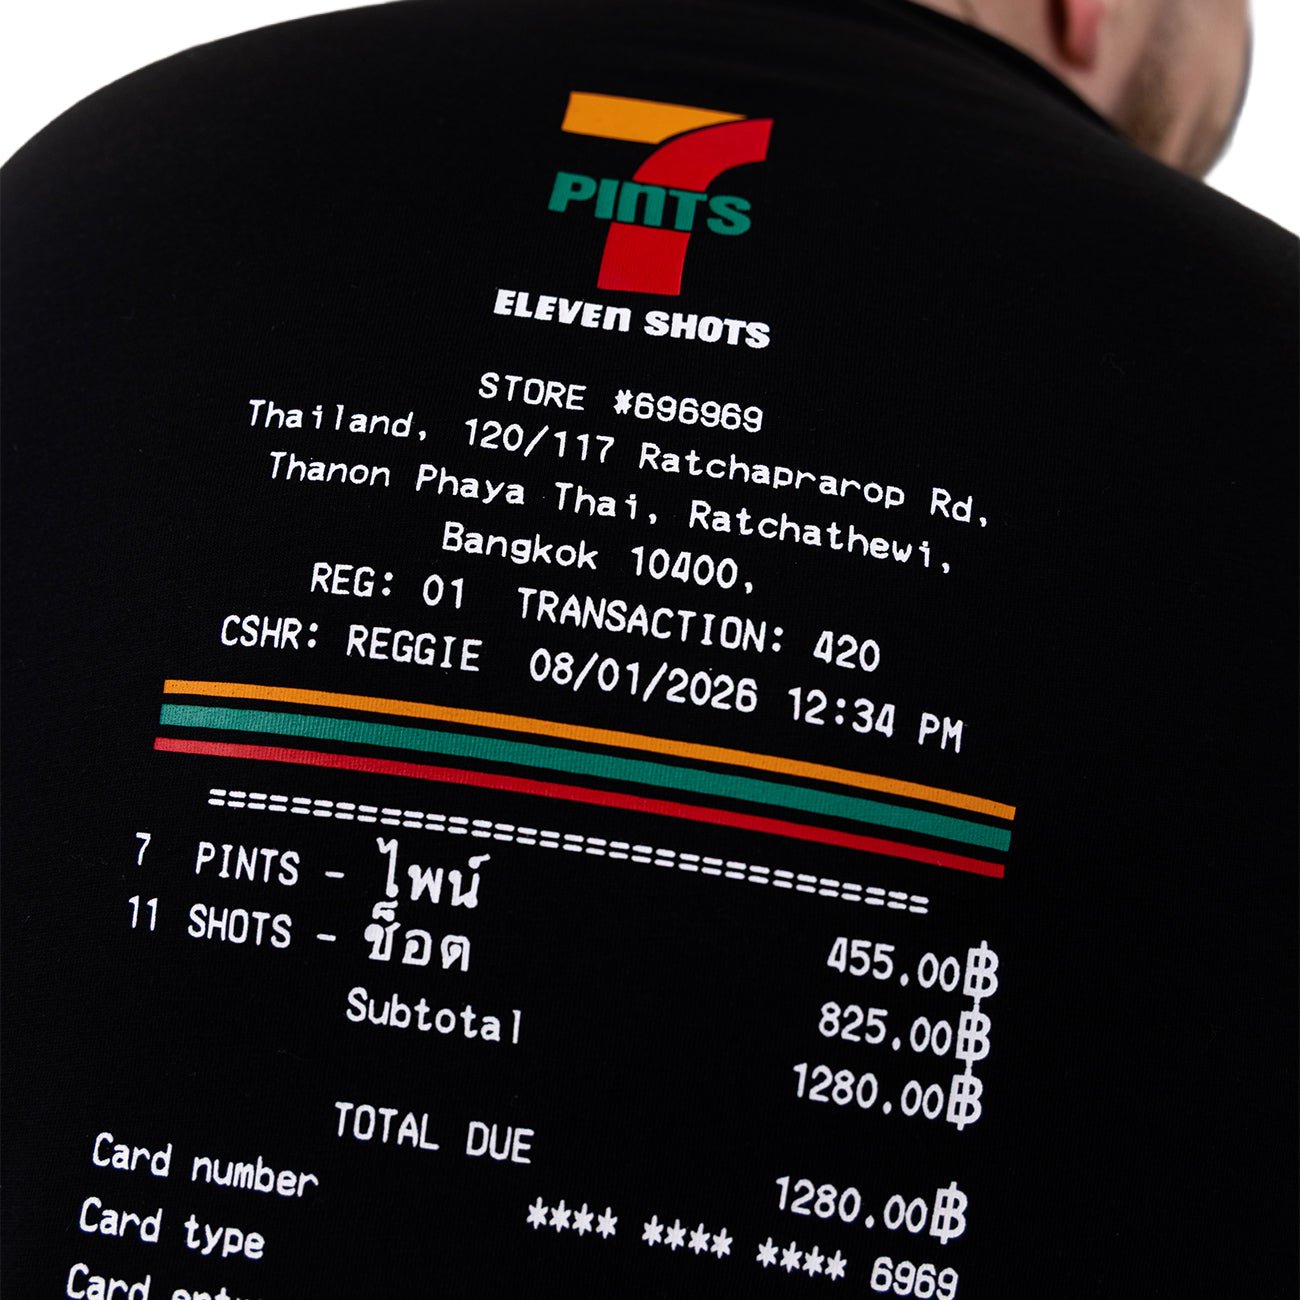 7
PINTS
ELEVEN SHOTS
STORE #696969
Thailand, 120/117 Ratchaprarop Rd,
Thanon Phaya Thai, Ratchathewi,
Bangkok 10400,
REG: 01 TRANSACTION: 420
CSHR: REGGIE 08/01/2026 12:34 PM
===================================
7 PINTS - ไพน์ 455.00฿
11 SHOTS - ช็อต 825.00฿
Subtotal 1280.00฿
TOTAL DUE 1280.00฿
Card number **** **** **** 6969
Card type
Card